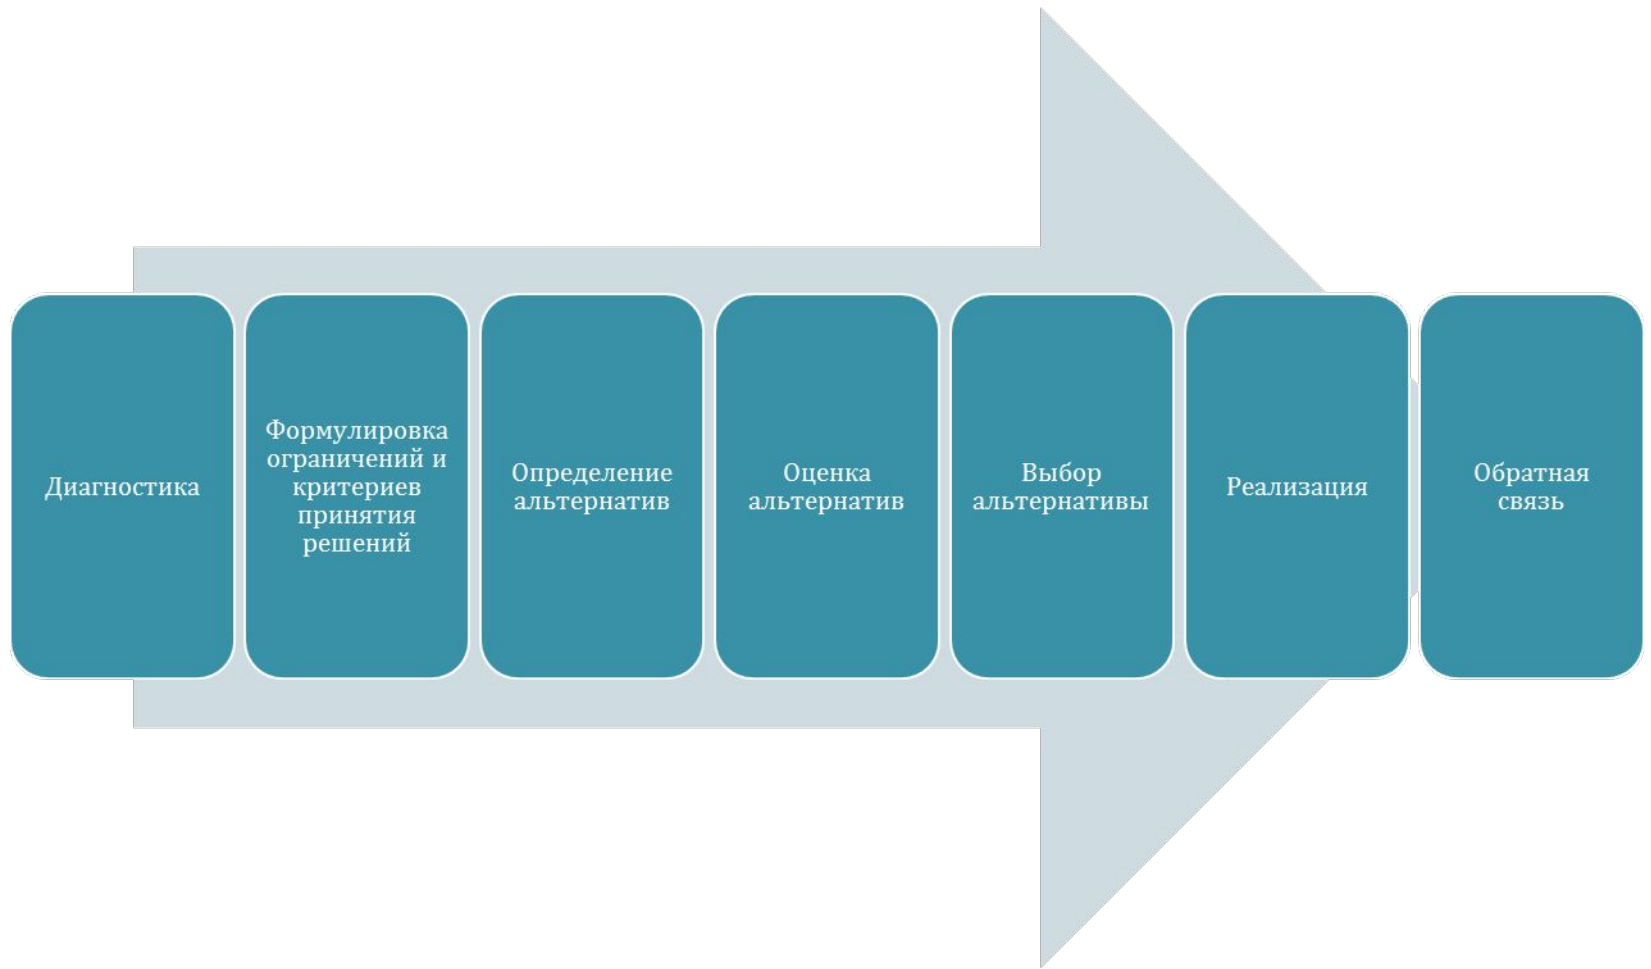 Диагностика
Формулировка
ограничений и
критериев
принятия
решений
Определение
альтернатив
Оценка
альтернатив
Выбор
альтернативы
Реализация
Обратная
связь